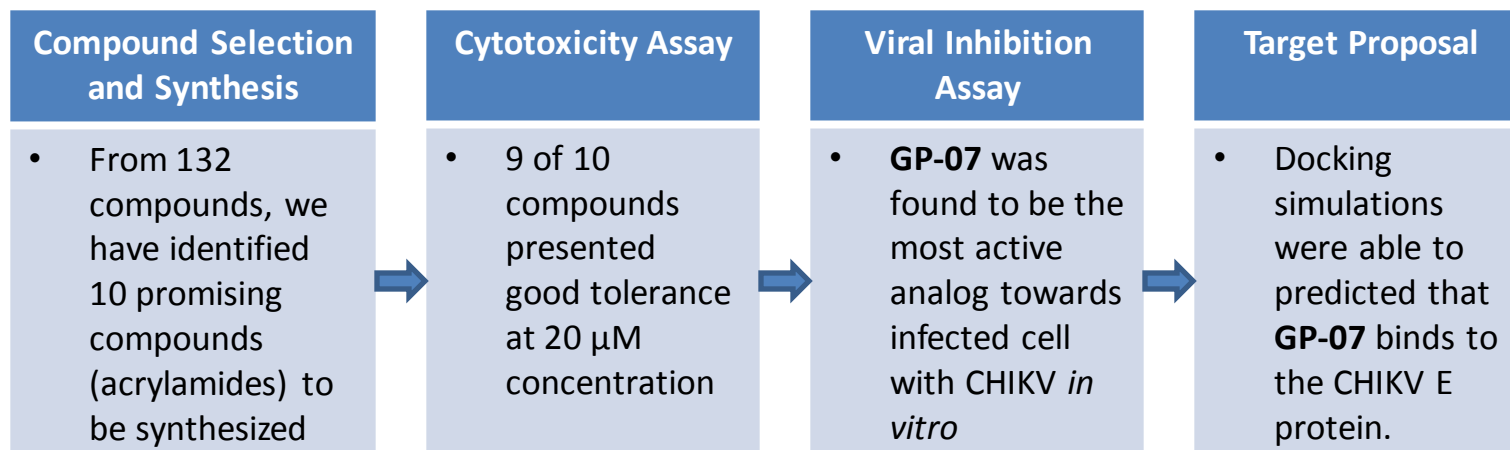 Compound Selection
and Synthesis
• From 132
compounds, we
have identified
10 promising
compounds
(acrylamides) to
be synthesized
Cytotoxicity Assay
• 9 of 10
compounds
presented
good tolerance
at 20 µM
concentration
Viral Inhibition
Assay
• GP-07 was
found to be the
most active
analog towards
infected cell
with CHIKV in
vitro
Target Proposal
• Docking
simulations
were able to
predicted that
GP-07 binds to
the CHIKV E
protein.